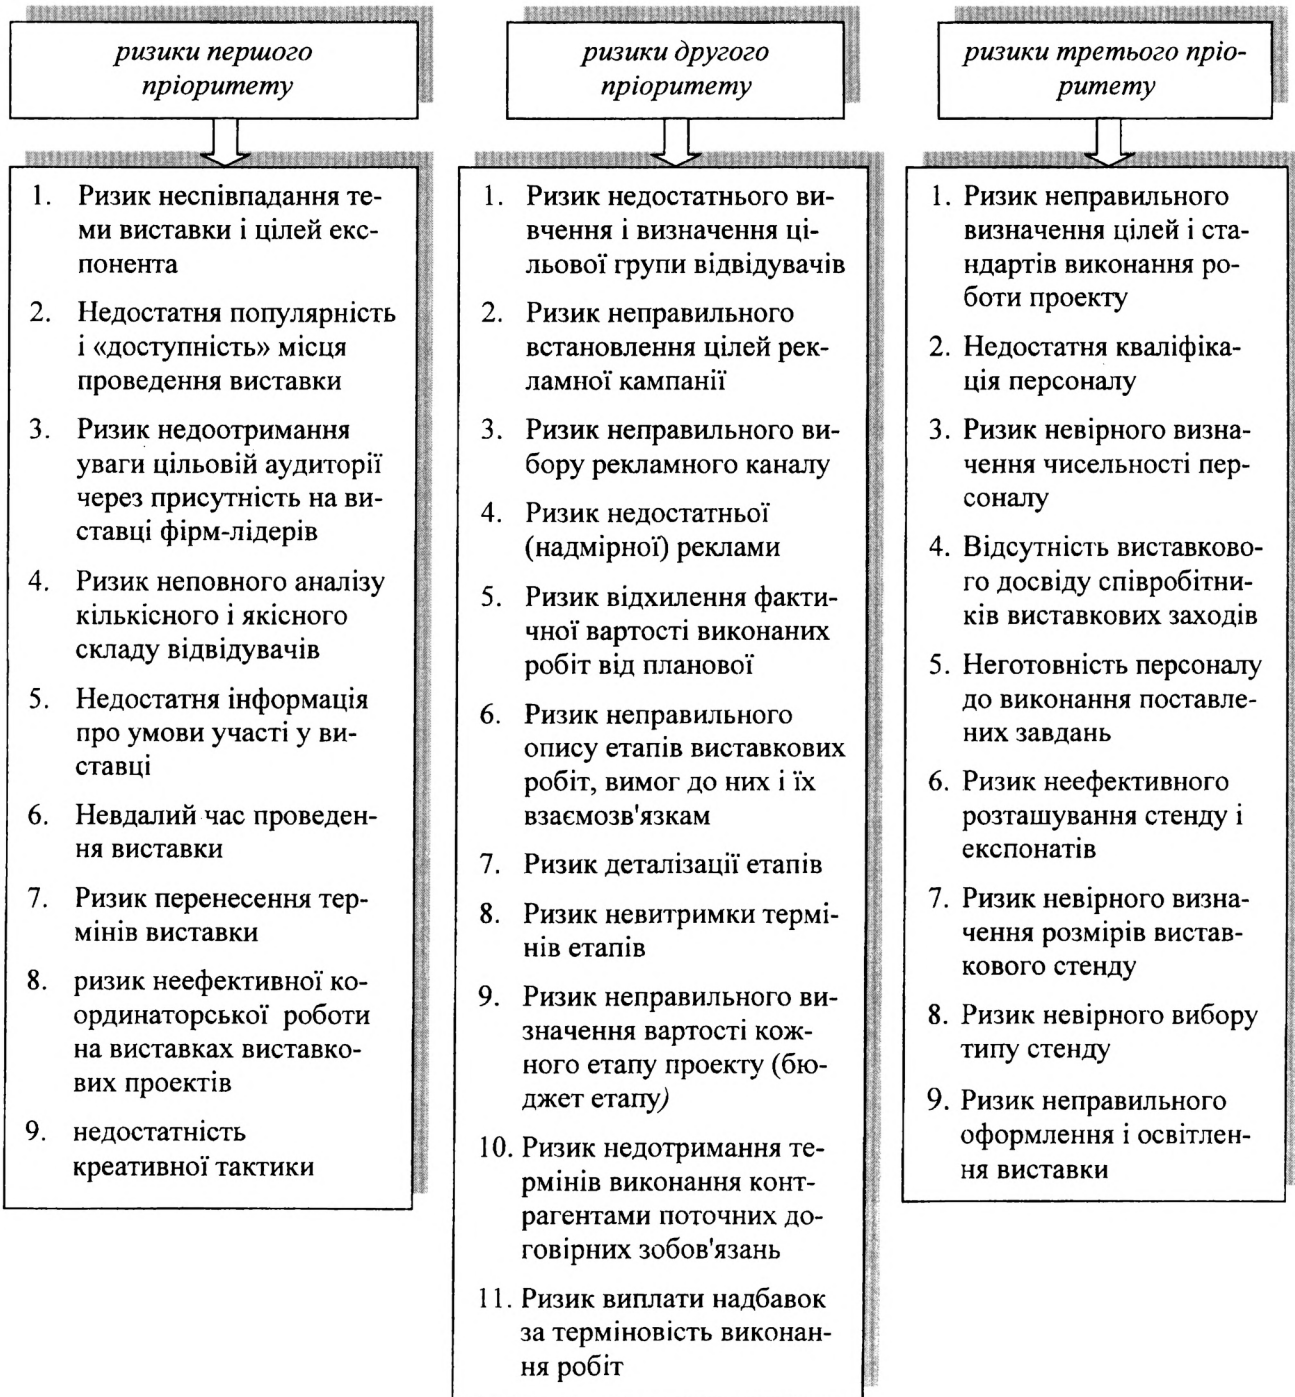 ризики першого
пріоритету
1. Ризик неспівпадання те-
ми виставки і цілей екс-
понента
2. Недостатня популярність
і «доступність» місця
проведення виставки
3. Ризик недоотримання
уваги цільовій аудиторії
через присутність на ви-
ставці фірм-лідерів
4. Ризик неповного аналізу
кількісного і якісного
складу відвідувачів
5. Недостатня інформація
про умови участі у ви-
ставці
6. Невдалий час проведен-
ня виставки
7. Ризик перенесення тер-
мінів виставки
8. ризик неефективної ко-
ординаторської роботи
на виставках виставко-
вих проектів
9. недостатність
креативної тактики
ризики другого
пріоритету
1. Ризик недостатнього ви-
вчення і визначення ці-
льової групи відвідувачів
2. Ризик неправильного
встановлення цілей рек-
ламної кампанії
3. Ризик неправильного ви-
бору рекламного каналу
4. Ризик недостатньої
(надмірної) реклами
5. Ризик відхилення факти-
чної вартості виконаних
робіт від планової
6. Ризик неправильного
опису етапів виставкових
робіт, вимог до них і їх
взаємозв'язкам
7. Ризик деталізації етапів
8. Ризик невитримки термі-
нів етапів
9. Ризик неправильного ви-
значення вартості кож-
ного етапу проекту (бю-
джет етапу)
10. Ризик недотримання те-
рмінів виконання конт-
рагентами поточних до-
говірних зобов'язань
11. Ризик виплати надбавок
за терміновість виконан-
ня робіт
ризики третього пріо-
ритету
1. Ризик неправильного
визначення цілей і ста-
ндартів виконання ро-
боти проекту
2. Недостатня кваліфіка-
ція персоналу
3. Ризик невірного визна-
чення чисельності пер-
соналу
4. Відсутність виставково-
го досвіду співробітни-
ків виставкових заходів
5. Неготовність персоналу
до виконання поставле-
них завдань
6. Ризик неефективного
розташування стенду і
експонатів
7. Ризик невірного визна-
чення розмірів вистав-
кового стенду
8. Ризик невірного вибору
типу стенду
9. Ризик неправильного
оформлення і освітлен-
ня виставки